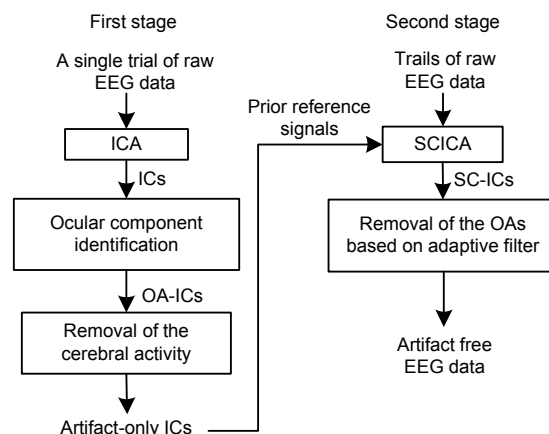 First stage
A single trial of raw
EEG data
ICA
ICs
Ocular component
identification
OA-ICs
Removal of the
cerebral activity
Artifact-only ICs
Prior reference
signals
Second stage
Trails of raw
EEG data
SCICA
SC-ICs
Removal of the OAs
based on adaptive filter
Artifact free
EEG data